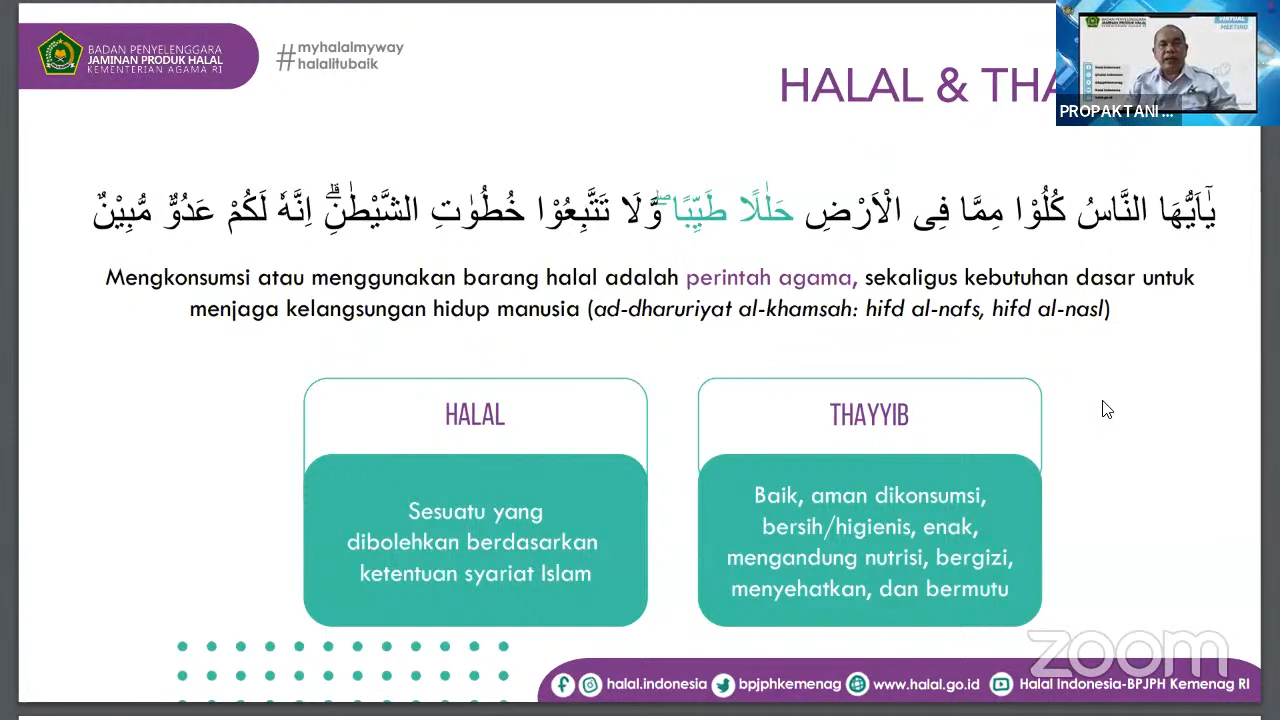 BADAN PENYELENGGARA
JAMINAN PRODUK HALAL
KEMENTERIAN AGAMA RI
#myhalalmyway
halalitubaik
HALAL & THA
VIRTUAL
MEETING
PROPAKTANI ...
يٰٓاَيُّهَا النَّاسُ كُلُوْا مِمَّا فِى الْاَرْضِ حَلٰلًا طَيِّبًاۖ وَّلَا تَتَّبِعُوْا خُطُوٰتِ الشَّيْطٰنِۗ اِنَّهٗ لَكُمْ عَدُوٌّ مُّبِيْنٌ
Mengkonsumsi atau menggunakan barang halal adalah perintah agama, sekaligus kebutuhan dasar untuk
menjaga kelangsungan hidup manusia (ad-dharuriyat al-khamsah: hifd al-nafs, hifd al-nasl)
HALAL
Sesuatu yang
dibolehkan berdasarkan
ketentuan syariat Islam
THAYYIB
Baik, aman dikonsumsi,
bersih/higienis, enak,
mengandung nutrisi, bergizi,
menyehatkan, dan bermutu
zoom
halal.indonesia bpjphkemenag www.halal.go.id Halal Indonesia-BPJPH Kemenag RI